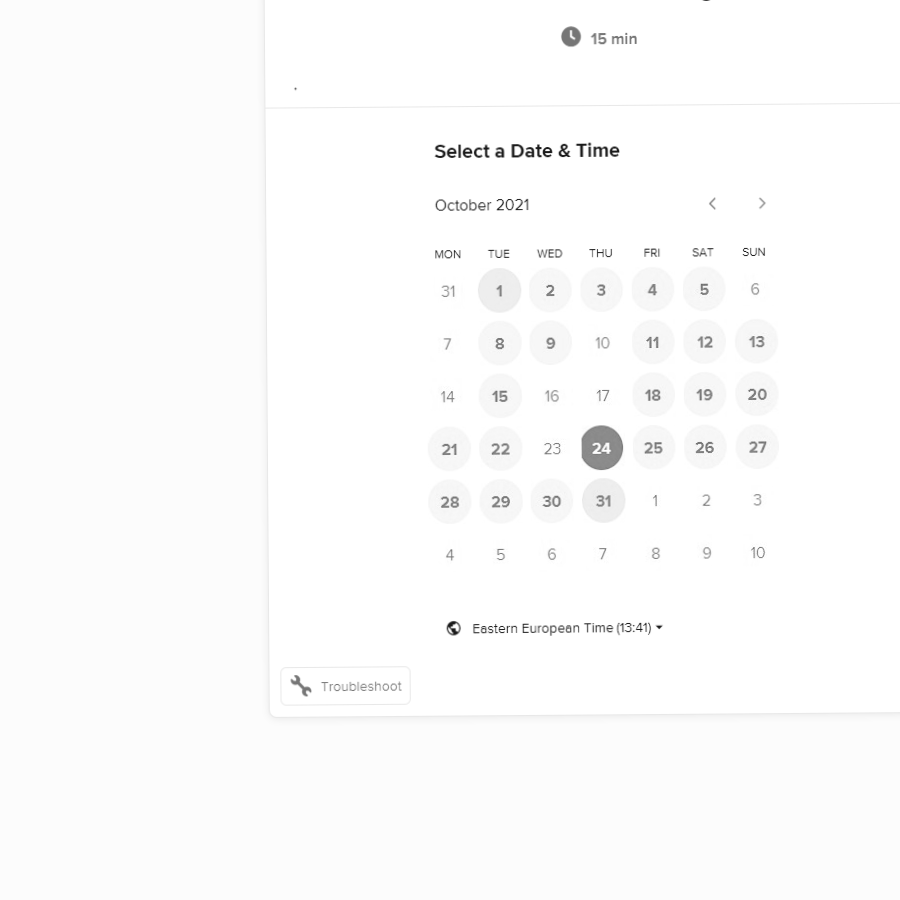 15 min
.
Select a Date & Time
October 2021
MON TUE WED THU FRI SAT SUN
31 1 2 3 4 5 6
7 8 9 10 11 12 13
14 15 16 17 18 19 20
21 22 23 24 25 26 27
28 29 30 31 1 2 3
4 5 6 7 8 9 10
Eastern European Time (13:41)
Troubleshoot